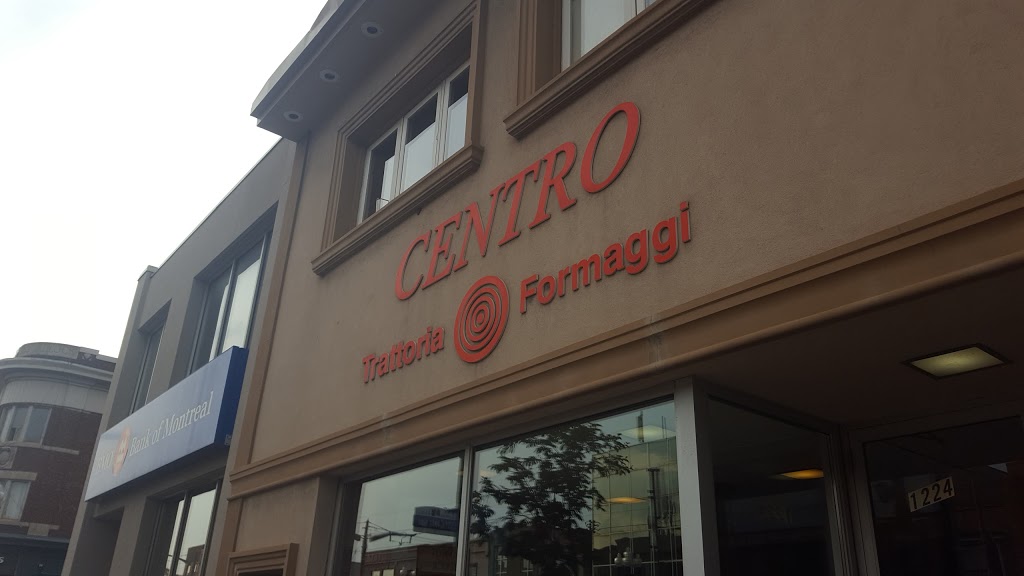 CENTRO
Trattoria Formaggi
Bank of Montreal
1224